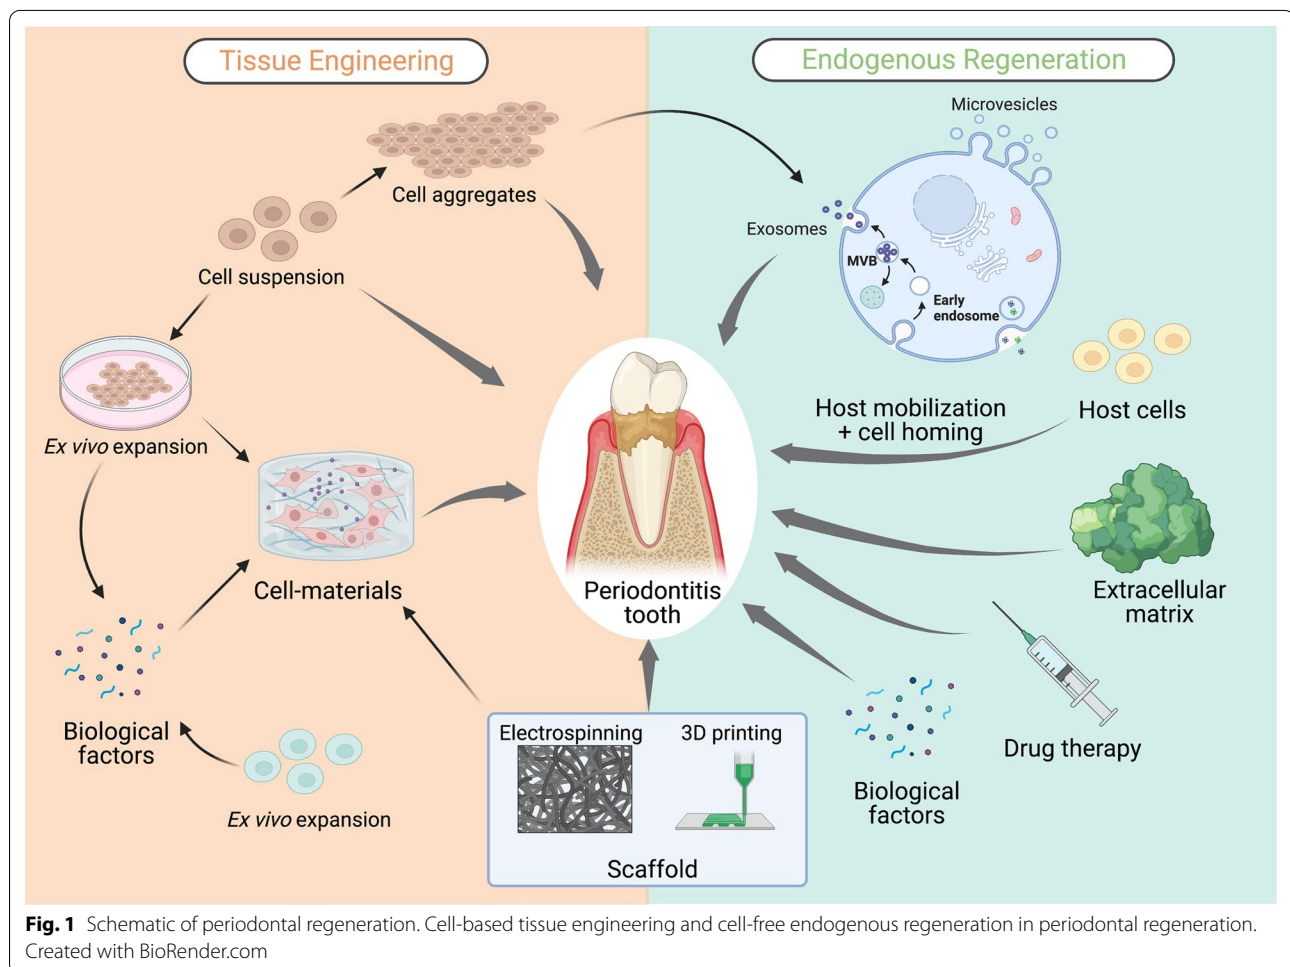 Tissue Engineering
Endogenous Regeneration
Microvesicles
Cell aggregates
Exosomes
Cell suspension
MVB
Early
endosome
Host mobilization
+ cell homing
Host cells
Ex vivo expansion
Cell-materials
Periodontitis
tooth
Extracellular
matrix
Biological
factors
Electrospinning
3D printing
Drug therapy
Biological
factors
Ex vivo expansion
Scaffold
Fig. 1 Schematic of periodontal regeneration. Cell-based tissue engineering and cell-free endogenous regeneration in periodontal regeneration.
Created with BioRender.com